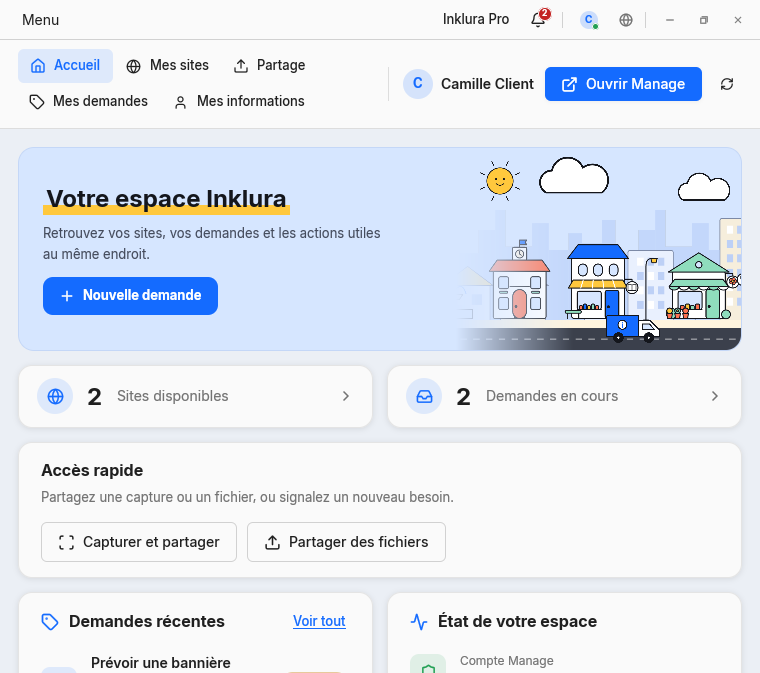 Menu
Inklura Pro
2
C
Accueil
Mes sites
Partage
Mes demandes
Mes informations
C
Camille Client
Ouvrir Manage
Votre espace Inklura
Retrouvez vos sites, vos demandes et les actions utiles
au même endroit.
Nouvelle demande
2
Sites disponibles
2
Demandes en cours
Accès rapide
Partagez une capture ou un fichier, ou signalez un nouveau besoin.
Capturer et partager
Partager des fichiers
Demandes récentes
Voir tout
Prévoir une bannière
État de votre espace
Compte Manage